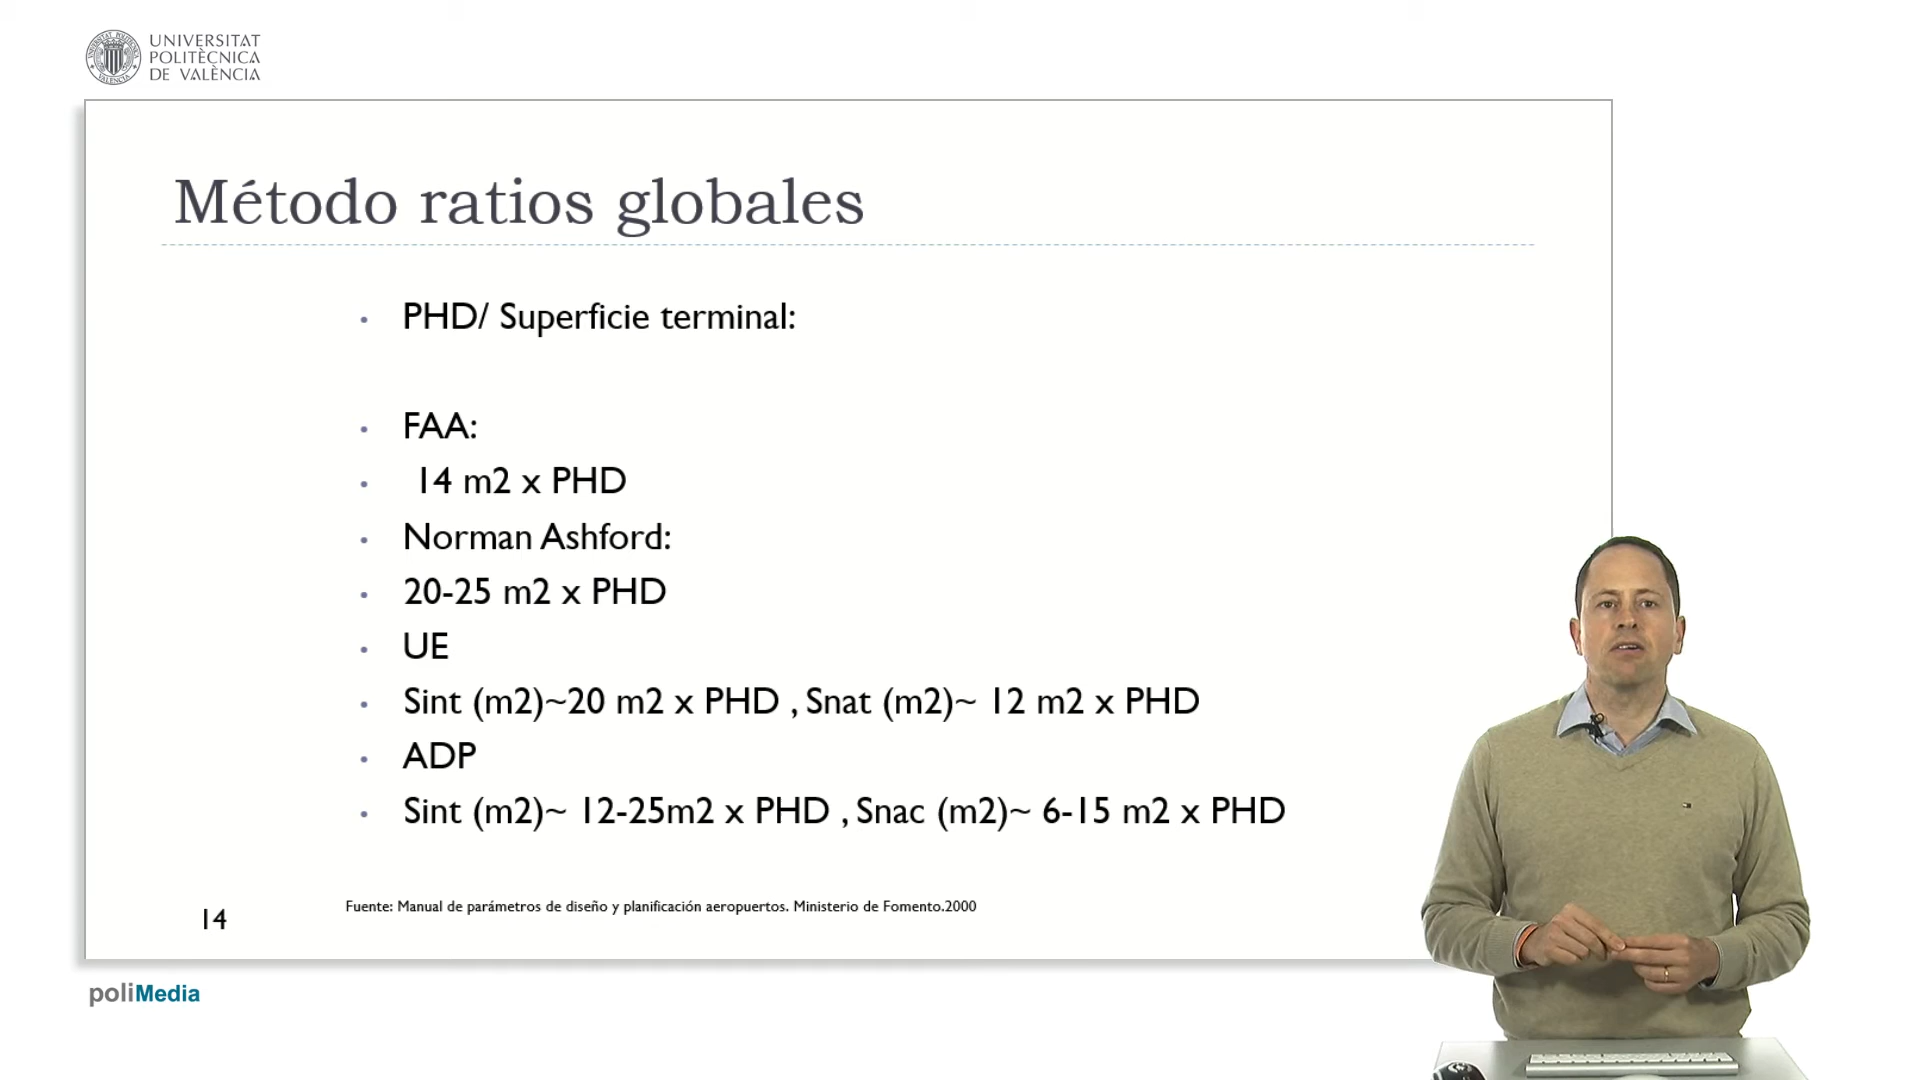 UNIVERSITAT
POLITÈCNICA
DE VALÈNCIA
Método ratios globales
• PHD/ Superficie terminal:
• FAA:
• 14 m2 x PHD
• Norman Ashford:
• 20-25 m2 x PHD
• UE
• Sint (m2)~20 m2 x PHD , Snat (m2)~ 12 m2 x PHD
• ADP
• Sint (m2)~ 12-25m2 x PHD , Snac (m2)~ 6-15 m2 x PHD
Fuente: Manual de parámetros de diseño y planificación aeropuertos. Ministerio de Fomento.2000
14
poliMedia